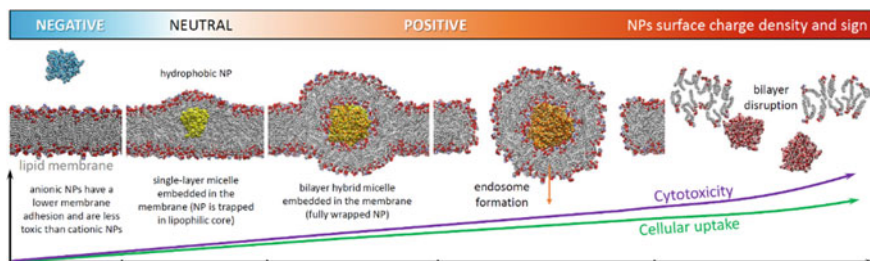 NEGATIVE
NEUTRAL
POSITIVE
NPs surface charge density and sign
hydrophobic NP
bilayer
disruption
lipid membrane
anionic NPs have a
lower membrane
adhesion and are less
toxic than cationic NPs
single-layer micelle
embedded in the
membrane (NP is trapped
in lipophilic core)
bilayer hybrid micelle
embedded in the membrane
(fully wrapped NP)
endosome
formation
Cytotoxicity
Cellular uptake